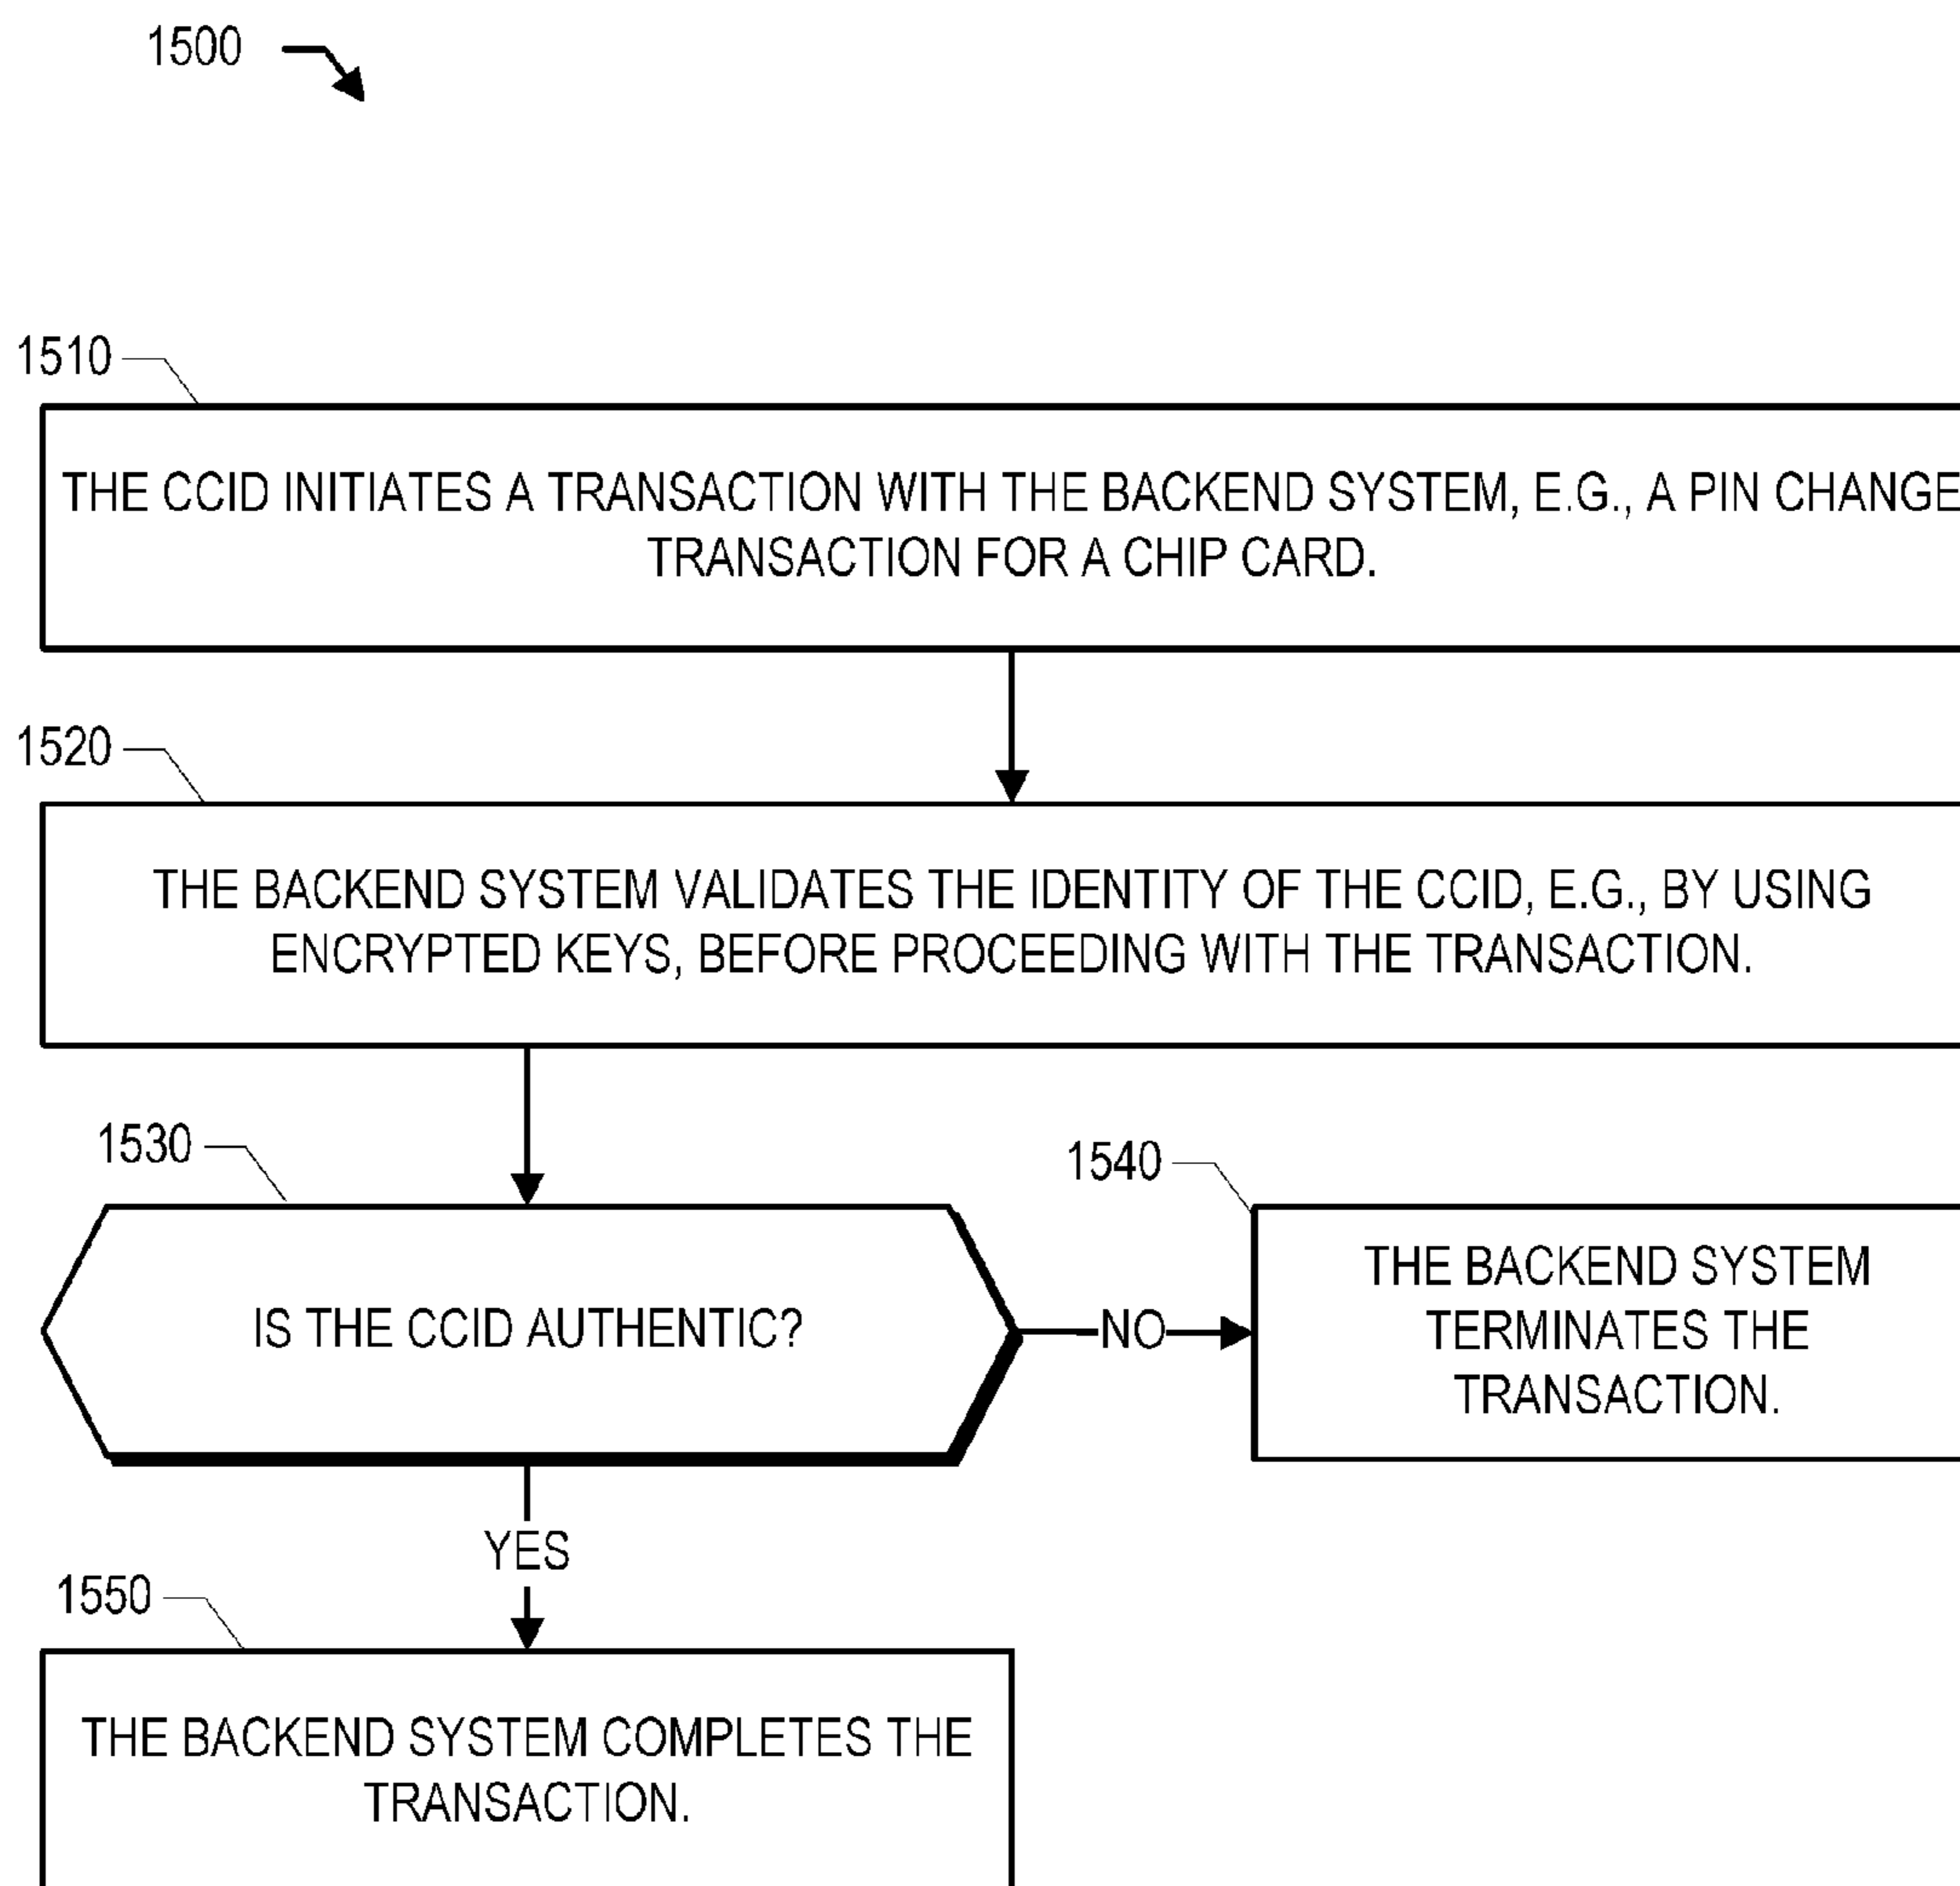 1500
1510
THE CCID INITIATES A TRANSACTION WITH THE BACKEND SYSTEM, E.G., A PIN CHANGE
TRANSACTION FOR A CHIP CARD.
1520
THE BACKEND SYSTEM VALIDATES THE IDENTITY OF THE CCID, E.G., BY USING
ENCRYPTED KEYS, BEFORE PROCEEDING WITH THE TRANSACTION.
1530
IS THE CCID AUTHENTIC?
NO
1540
THE BACKEND SYSTEM
TERMINATES THE
TRANSACTION.
YES
1550
THE BACKEND SYSTEM COMPLETES THE
TRANSACTION.